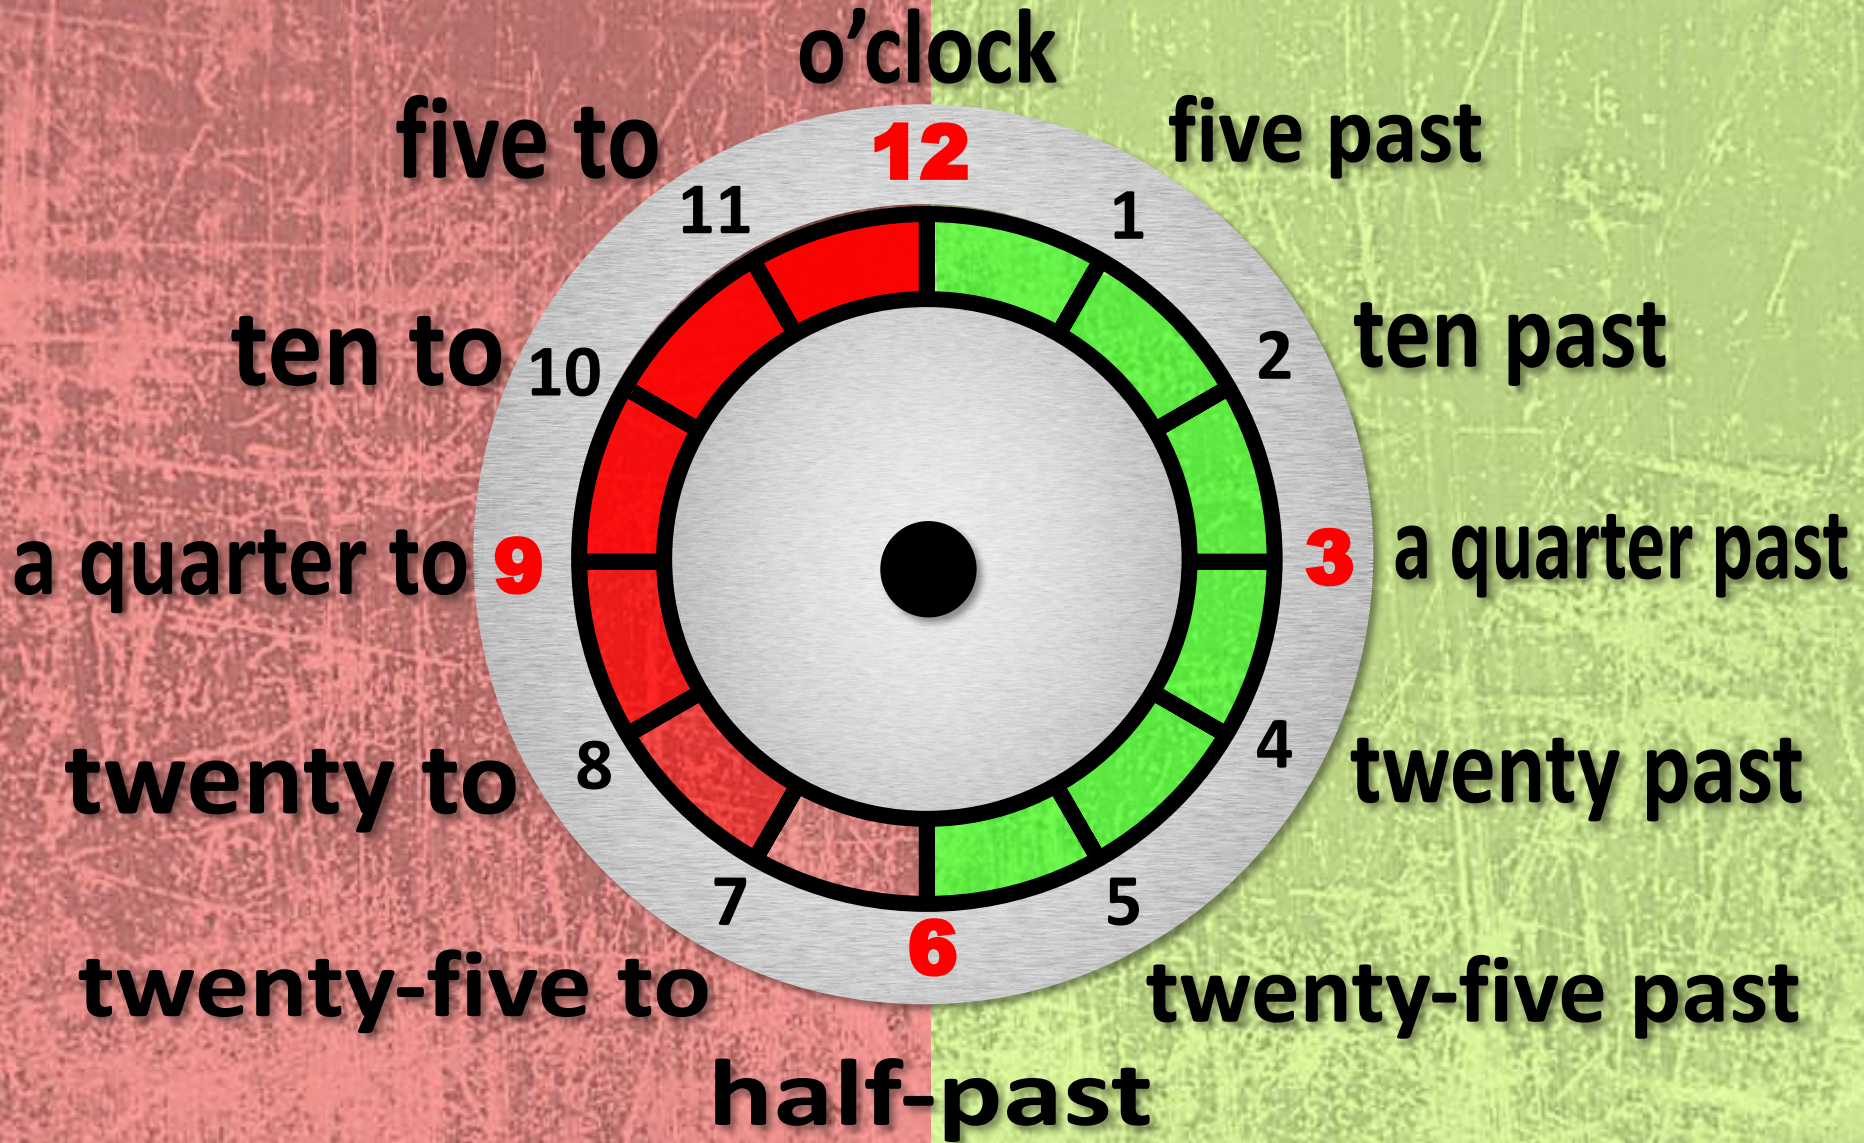 o’clock
five to
12
five past
11
1
ten to
10
2
ten past
a quarter to
9
3
a quarter past
twenty to
8
4
twenty past
7
5
6
twenty-five to
twenty-five past
half-past